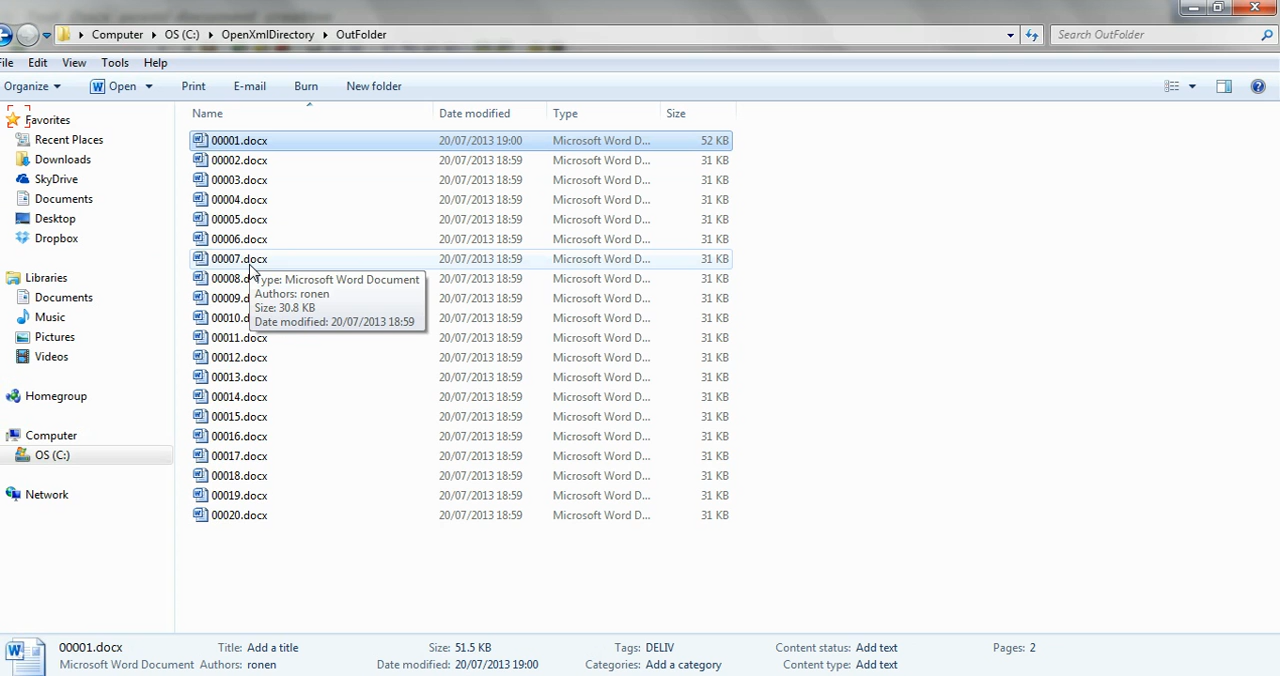 Computer OS (C:) OpenXmlDirectory OutFolder Search OutFolder
File Edit View Tools Help
Organize Open Print E-mail Burn New folder
Name Date modified Type Size
Favorites
Recent Places
Downloads
SkyDrive
Documents
Desktop
Dropbox
Libraries
Documents
Music
Pictures
Videos
Homegroup
Computer
OS (C:)
Network
00001.docx 20/07/2013 19:00 Microsoft Word D... 52 KB
00002.docx 20/07/2013 18:59 Microsoft Word D... 31 KB
00003.docx 20/07/2013 18:59 Microsoft Word D... 31 KB
00004.docx 20/07/2013 18:59 Microsoft Word D... 31 KB
00005.docx 20/07/2013 18:59 Microsoft Word D... 31 KB
00006.docx 20/07/2013 18:59 Microsoft Word D... 31 KB
00007.docx 20/07/2013 18:59 Microsoft Word D... 31 KB
00008.d 20/07/2013 18:59 Microsoft Word D... 31 KB
00009.d 20/07/2013 18:59 Microsoft Word D... 31 KB
00010.d 20/07/2013 18:59 Microsoft Word D... 31 KB
00011.docx 20/07/2013 18:59 Microsoft Word D... 31 KB
00012.docx 20/07/2013 18:59 Microsoft Word D... 31 KB
00013.docx 20/07/2013 18:59 Microsoft Word D... 31 KB
00014.docx 20/07/2013 18:59 Microsoft Word D... 31 KB
00015.docx 20/07/2013 18:59 Microsoft Word D... 31 KB
00016.docx 20/07/2013 18:59 Microsoft Word D... 31 KB
00017.docx 20/07/2013 18:59 Microsoft Word D... 31 KB
00018.docx 20/07/2013 18:59 Microsoft Word D... 31 KB
00019.docx 20/07/2013 18:59 Microsoft Word D... 31 KB
00020.docx 20/07/2013 18:59 Microsoft Word D... 31 KB
Type: Microsoft Word Document
Authors: ronen
Size: 30.8 KB
Date modified: 20/07/2013 18:59
00001.docx Title: Add a title Size: 51.5 KB Tags: DELIV Content status: Add text Pages: 2
Microsoft Word Document Authors: ronen Date modified: 20/07/2013 19:00 Categories: Add a category Content type: Add text